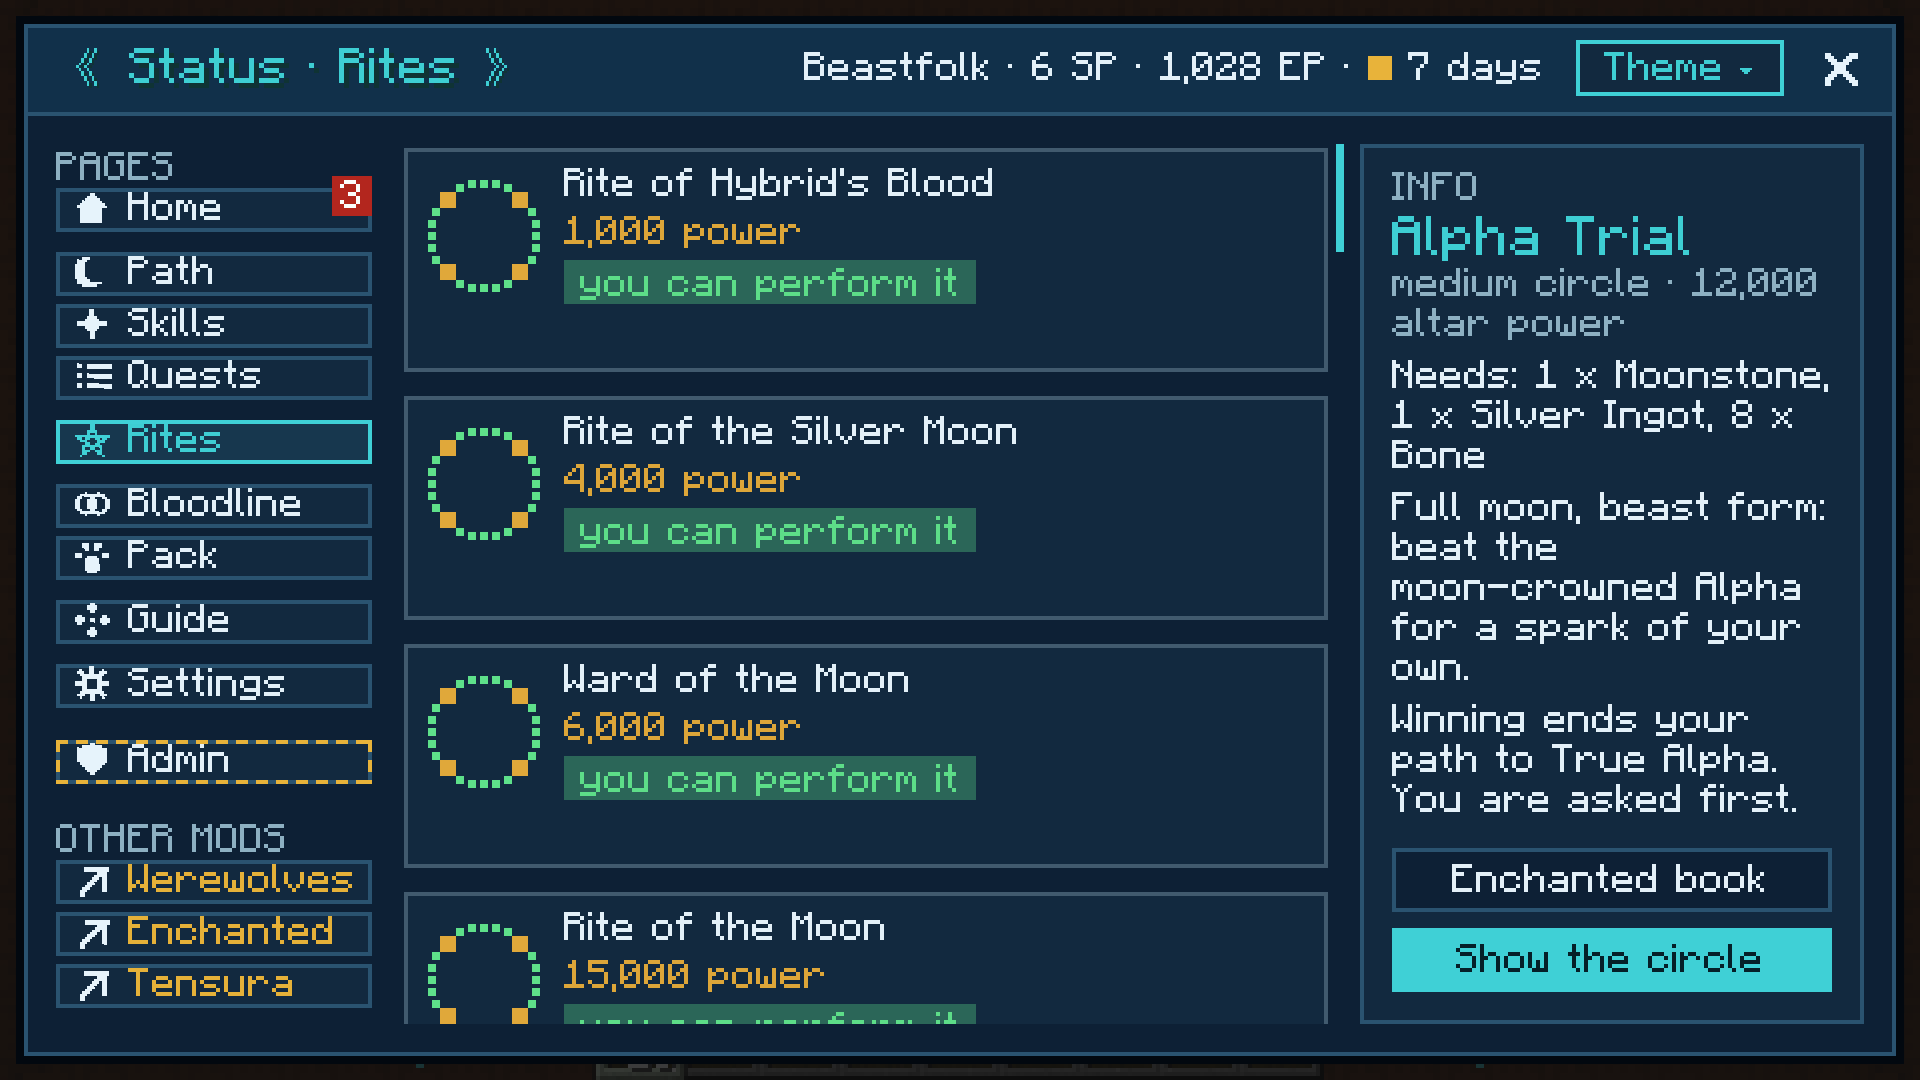 《 Status · Rites 》
Beastfolk · 6 SP · 1,028 EP · 7 days
Theme
PAGES
Home
3
Path
Skills
Quests
Rites
Bloodline
Pack
Guide
Settings
Admin
OTHER MODS
Werewolves
Enchanted
Tensura
Rite of Hybrid's Blood
1,000 power
you can perform it
Rite of the Silver Moon
4,000 power
you can perform it
Ward of the Moon
6,000 power
you can perform it
Rite of the Moon
15,000 power
you can perform it
INFO
Alpha Trial
medium circle · 12,000
altar power
Needs: 1 x Moonstone,
1 x Silver Ingot, 8 x
Bone
Full moon, beast form:
beat the
moon-crowned Alpha
for a spark of your
own.
Winning ends your
path to True Alpha.
You are asked first.
Enchanted book
Show the circle